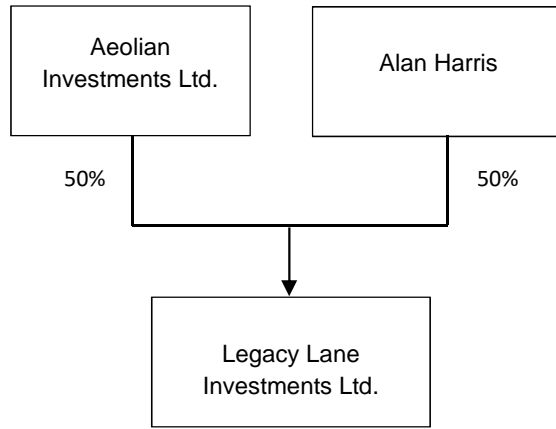 Aeolian
Investments Ltd.
Alan Harris
50%
50%
Legacy Lane
Investments Ltd.